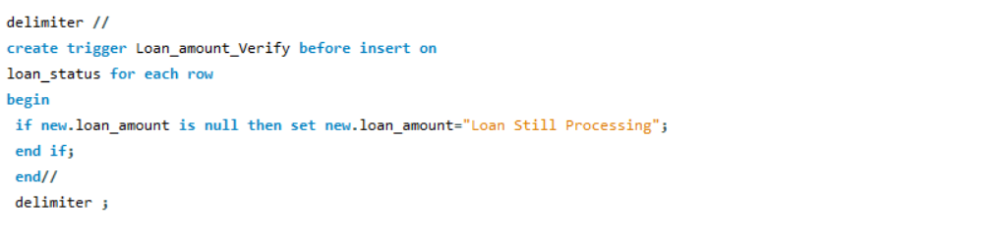 delimiter //
create trigger Loan_amount_Verify before insert on
loan_status for each row
begin
if new.loan_amount is null then set new.loan_amount="Loan Still Processing";
end if;
end//
delimiter ;